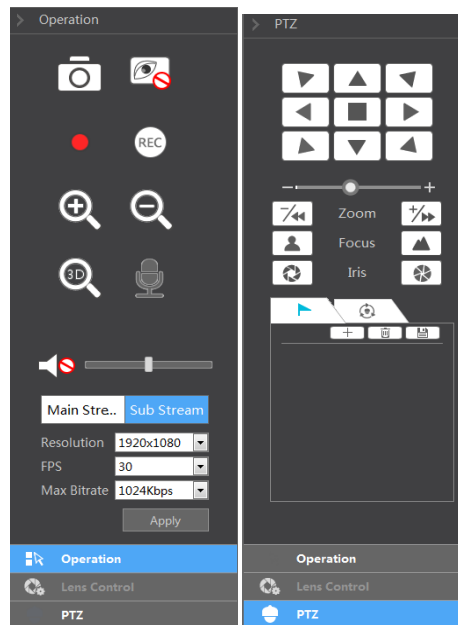 Operation
REC
3D
Main Stre.. Sub Stream
Resolution 1920x1080
FPS 30
Max Bitrate 1024Kbps
Apply
Operation
Lens Control
PTZ
PTZ
Zoom
Focus
Iris
Operation
Lens Control
PTZ